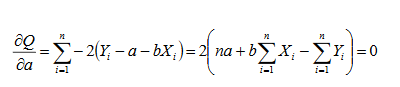 ∂Q/∂a = ∑_{i=1}^{n} −2(Y_i − a − bX_i) = 2(na + b∑_{i=1}^{n} X_i − ∑_{i=1}^{n} Y_i) = 0